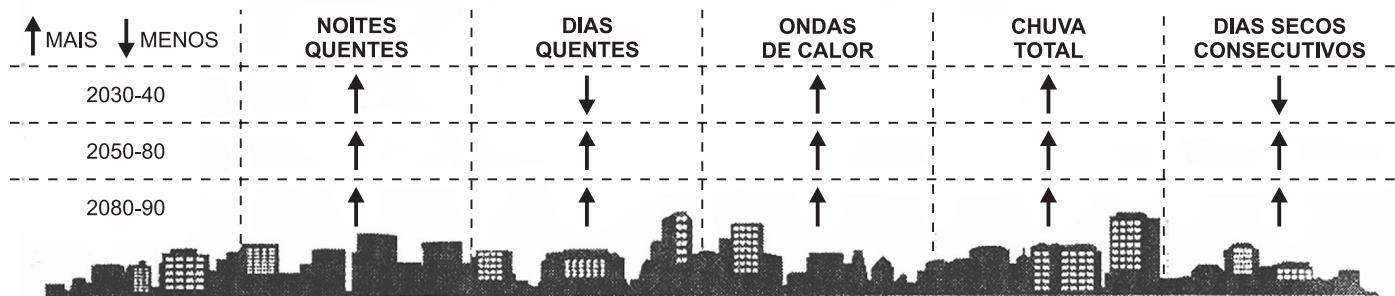 MAIS MENOS
NOITES QUENTES
DIAS QUENTES
ONDAS DE CALOR
CHUVA TOTAL
DIAS SECOS CONSECUTIVOS
2030-40
2050-80
2080-90